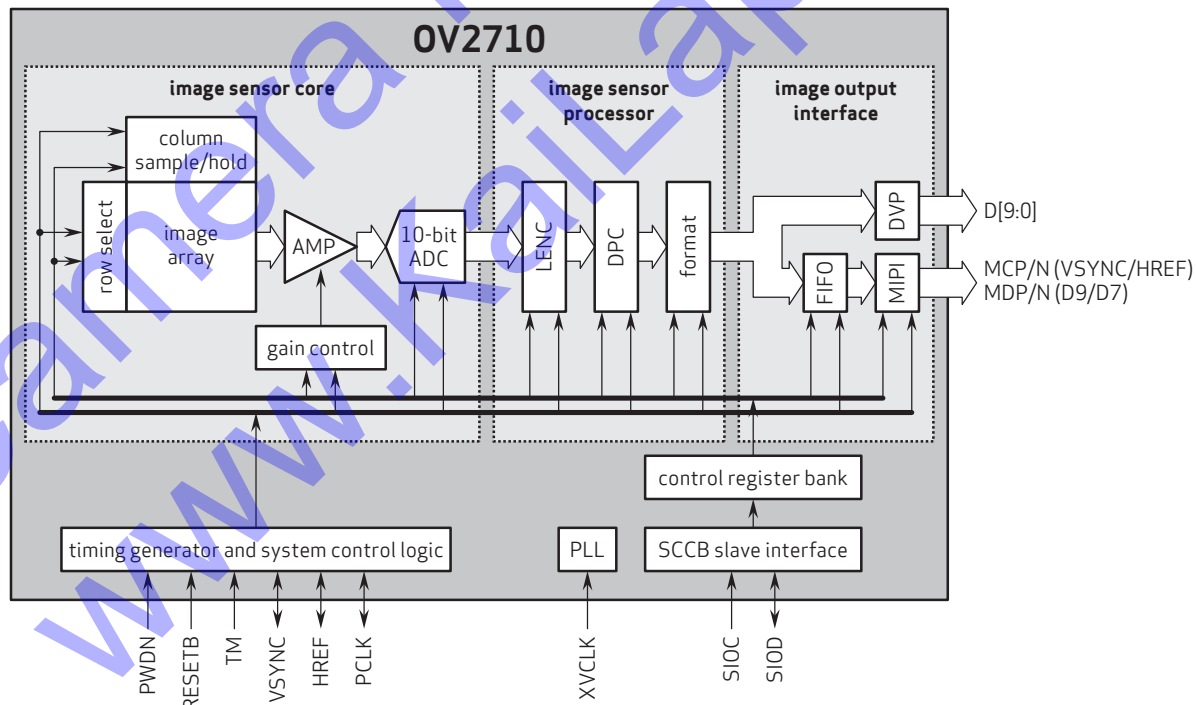 OV2710
image sensor core
image sensor
processor
image output
interface
column
sample/hold
row select
image
array
AMP
10-bit
ADC
gain control
LENC
DPC
format
DVP
FIFO
MIPI
D[9:0]
MCP/N (VSYNC/HREF)
MDP/N (D9/D7)
control register bank
timing generator and system control logic
PLL
SCCB slave interface
PWDN
RESETB
TM
VSYNC
HREF
PCLK
XVCLK
SIOC
SIOD